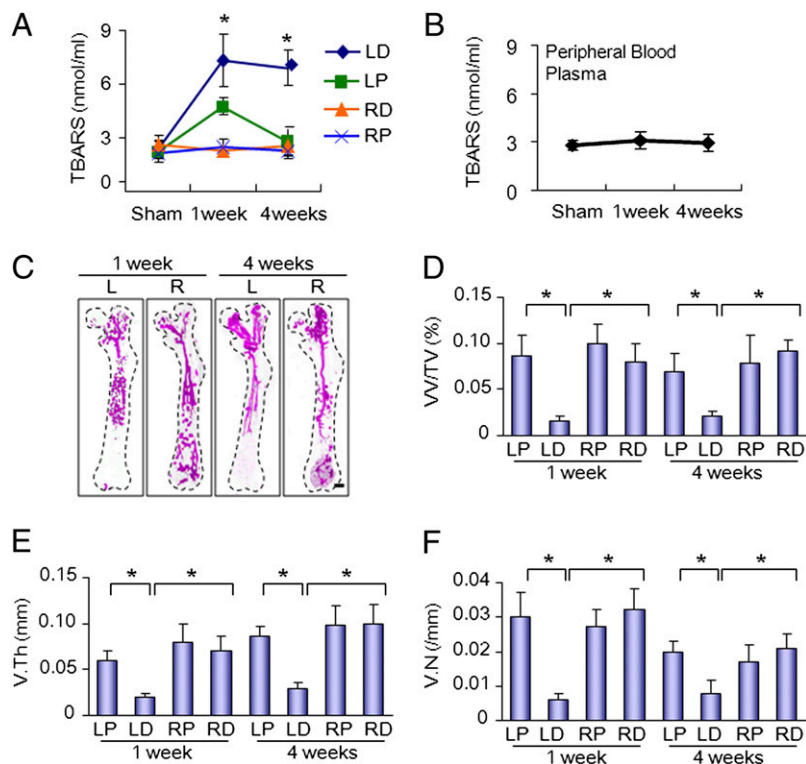 A
TBARS (nmol/ml)
9
6
3
0
*
*
Sham 1week 4weeks
LD
LP
RD
RP
B
TBARS (nmol/ml)
9
6
3
0
Peripheral Blood
Plasma
Sham 1week 4weeks
C
1 week 4 weeks
L R L R
D
VV/TV (%)
0.15
0.10
0.05
0
* * * *
LP LD RP RD LP LD RP RD
1 week 4 weeks
E
V.Th (mm)
0.15
0.10
0.05
0
* * * *
LP LD RP RD LP LD RP RD
1 week 4 weeks
F
V.N (/mm)
0.04
0.03
0.02
0.01
0
* * * *
LP LD RP RD LP LD RP RD
1 week 4 weeks